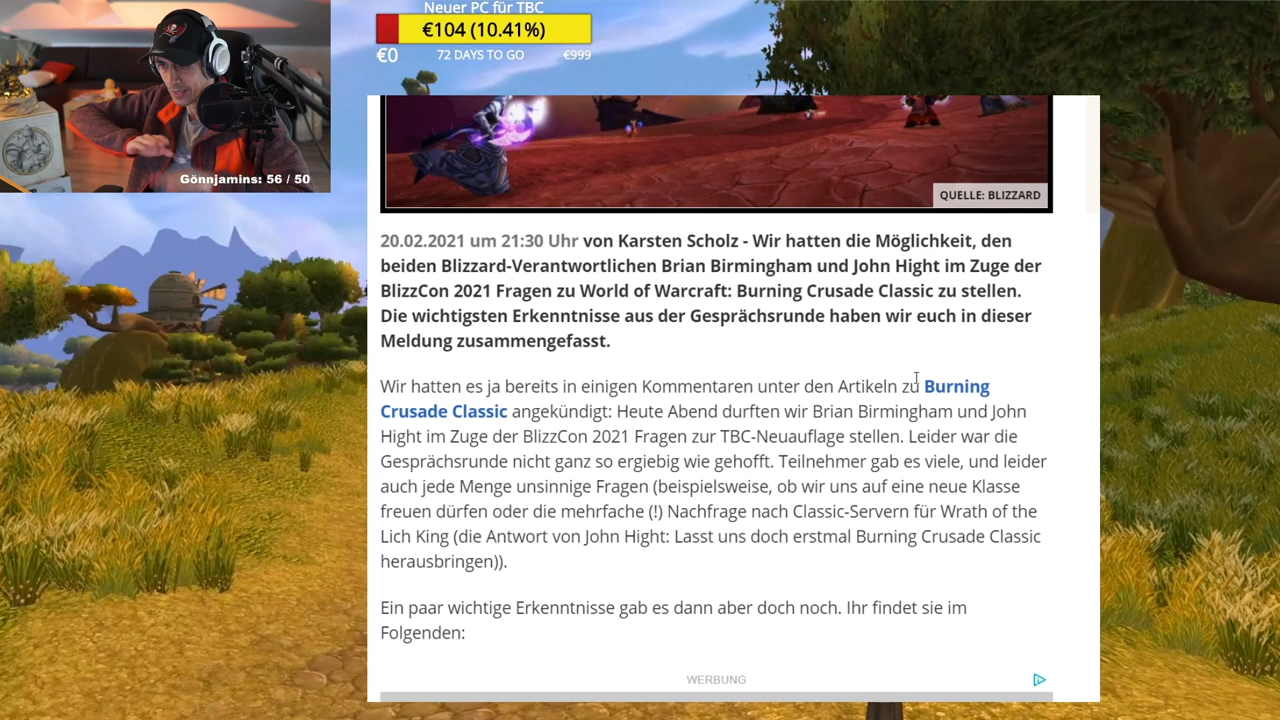 Neuer PC für TBC
€104 (10.41%)
€0
72 DAYS TO GO
€999
Gönnjamins: 56 / 50
QUELLE: BLIZZARD
20.02.2021 um 21:30 Uhr von Karsten Scholz - Wir hatten die Möglichkeit, den
beiden Blizzard-Verantwortlichen Brian Birmingham und John Hight im Zuge der
BlizzCon 2021 Fragen zu World of Warcraft: Burning Crusade Classic zu stellen.
Die wichtigsten Erkenntnisse aus der Gesprächsrunde haben wir euch in dieser
Meldung zusammengefasst.
Wir hatten es ja bereits in einigen Kommentaren unter den Artikeln zu Burning
Crusade Classic angekündigt: Heute Abend durften wir Brian Birmingham und John
Hight im Zuge der BlizzCon 2021 Fragen zur TBC-Neuauflage stellen. Leider war die
Gesprächsrunde nicht ganz so ergiebig wie gehofft. Teilnehmer gab es viele, und leider
auch jede Menge unsinnige Fragen (beispielsweise, ob wir uns auf eine neue Klasse
freuen dürfen oder die mehrfache (!) Nachfrage nach Classic-Servern für Wrath of the
Lich King (die Antwort von John Hight: Lasst uns doch erstmal Burning Crusade Classic
herausbringen)).
Ein paar wichtige Erkenntnisse gab es dann aber doch noch. Ihr findet sie im
Folgenden:
WERBUNG